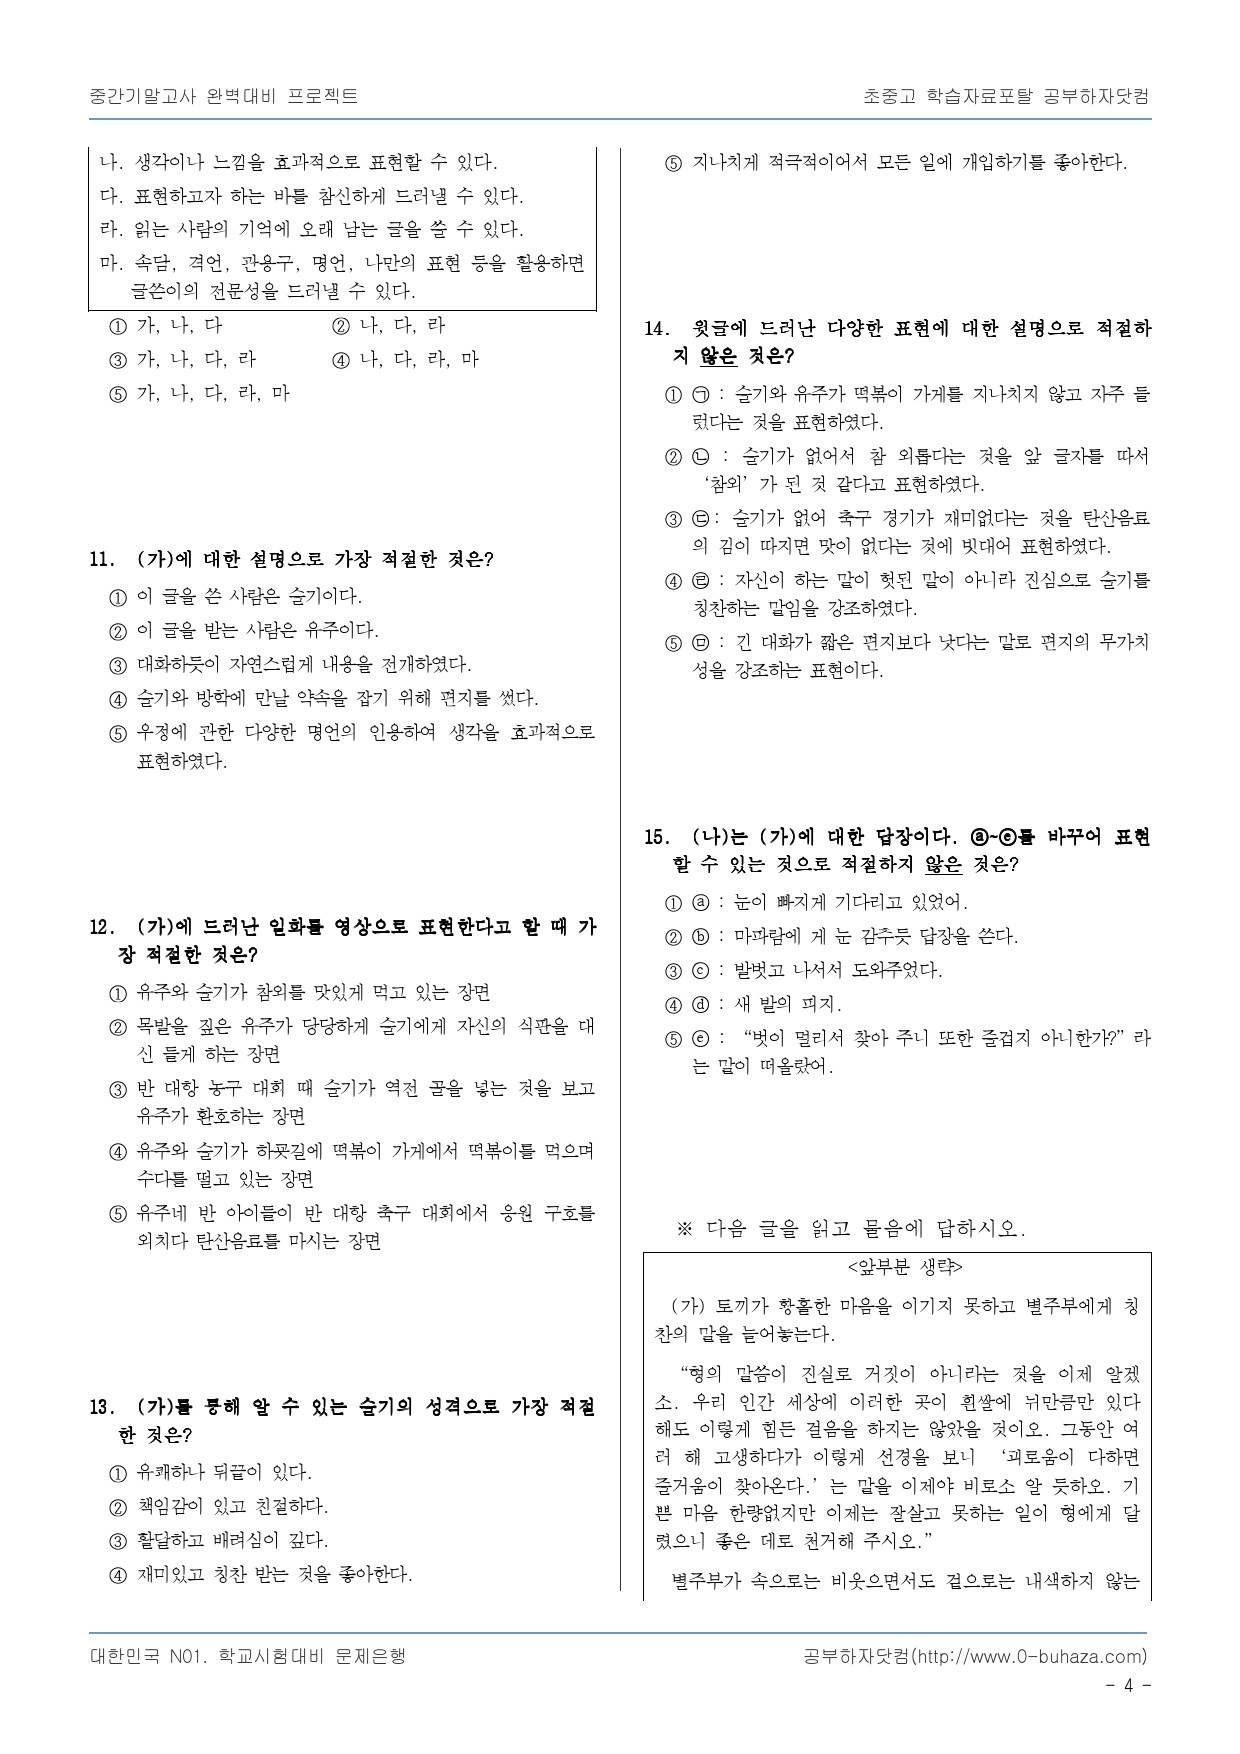 중간기말고사 완벽대비 프로젝트
초중고 학습자료포탈 공부하자닷컴
나. 생각이나 느낌을 효과적으로 표현할 수 있다.
다. 표현하고자 하는 바를 참신하게 드러낼 수 있다.
라. 읽는 사람의 기억에 오래 남는 글을 쓸 수 있다.
마. 속담, 격언, 관용구, 명언, 나만의 표현 등을 활용하면
글쓴이의 전문성을 드러낼 수 있다.
① 가, 나, 다 ② 나, 다, 라
③ 가, 나, 다, 라 ④ 나, 다, 라, 마
⑤ 가, 나, 다, 라, 마
11. (가)에 대한 설명으로 가장 적절한 것은?
① 이 글을 쓴 사람은 슬기이다.
② 이 글을 받는 사람은 유주이다.
③ 대화하듯이 자연스럽게 내용을 전개하였다.
④ 슬기와 방학에 만날 약속을 잡기 위해 편지를 썼다.
⑤ 우정에 관한 다양한 명언의 인용하여 생각을 효과적으로
표현하였다.
12. (가)에 드러난 일화를 영상으로 표현한다고 할 때 가
장 적절한 것은?
① 유주와 슬기가 참외를 맛있게 먹고 있는 장면
② 목발을 짚은 유주가 당당하게 슬기에게 자신의 식판을 대
신 들게 하는 장면
③ 반 대항 농구 대회 때 슬기가 역전 골을 넣는 것을 보고
유주가 환호하는 장면
④ 유주와 슬기가 하굣길에 떡볶이 가게에서 떡볶이를 먹으며
수다를 떨고 있는 장면
⑤ 유주네 반 아이들이 반 대항 축구 대회에서 응원 구호를
외치다 탄산음료를 마시는 장면
13. (가)를 통해 알 수 있는 슬기의 성격으로 가장 적절
한 것은?
① 유쾌하나 뒤끝이 있다.
② 책임감이 있고 친절하다.
③ 활달하고 배려심이 깊다.
④ 재미있고 칭찬 받는 것을 좋아한다.
⑤ 지나치게 적극적이어서 모든 일에 개입하기를 좋아한다.
14. 윗글에 드러난 다양한 표현에 대한 설명으로 적절하
지 않은 것은?
① ㉠ : 슬기와 유주가 떡볶이 가게를 지나치지 않고 자주 들
렀다는 것을 표현하였다.
② ㉡ : 슬기가 없어서 참 외롭다는 것을 앞 글자를 따서
‘참외’가 된 것 같다고 표현하였다.
③ ㉢: 슬기가 없어 축구 경기가 재미없다는 것을 탄산음료
의 김이 따지면 맛이 없다는 것에 빗대어 표현하였다.
④ ㉣ : 자신이 하는 말이 헛된 말이 아니라 진심으로 슬기를
칭찬하는 말임을 강조하였다.
⑤ ㉤ : 긴 대화가 짧은 편지보다 낫다는 말로 편지의 무가치
성을 강조하는 표현이다.
15. (나)는 (가)에 대한 답장이다. ⓐ~ⓔ를 바꾸어 표현
할 수 있는 것으로 적절하지 않은 것은?
① ⓐ : 눈이 빠지게 기다리고 있었어.
② ⓑ : 마파람에 게 눈 감추듯 답장을 쓴다.
③ ⓒ : 발벗고 나서서 도와주었다.
④ ⓓ : 새 발의 피지.
⑤ ⓔ : “벗이 멀리서 찾아 주니 또한 즐겁지 아니한가?”라
는 말이 떠올랐어.
※ 다음 글을 읽고 물음에 답하시오.
<앞부분 생략>
(가) 토끼가 황홀한 마음을 이기지 못하고 별주부에게 칭
찬의 말을 늘어놓는다.
“형의 말씀이 진실로 거짓이 아니라는 것을 이제 알겠
소. 우리 인간 세상에 이러한 곳이 흰쌀에 뉘만큼만 있다
해도 이렇게 힘든 걸음을 하지는 않았을 것이오. 그동안 여
러 해 고생하다가 이렇게 선경을 보니 ‘괴로움이 다하면
즐거움이 찾아온다.’는 말을 이제야 비로소 알 듯하오. 기
쁜 마음 한량없지만 이제는 잘살고 못하는 일이 형에게 달
렸으니 좋은 데로 천거해 주시오.”
별주부가 속으로는 비웃으면서도 겉으로는 내색하지 않는
대한민국 N01. 학교시험대비 문제은행
공부하자닷컴(http://www.0-buhaza.com)
- 4 -